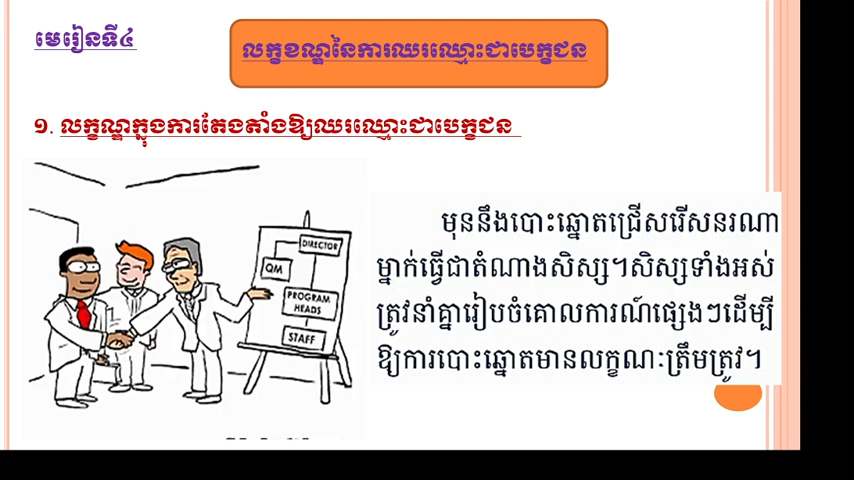 មេរៀនទី៤
លក្ខខណ្ឌនៃការឈរឈ្មោះជាបេក្ខជន
១. លក្ខណ្ឌក្នុងការតែងតាំងឱ្យឈរឈ្មោះជាបេក្ខជន
DIRECTOR
QM
PROGRAM
HEADS
STAFF
មុននឹងបោះឆ្នោតជ្រើសរើសនរណា
ម្នាក់ធ្វើជាតំណាងសិស្ស។សិស្សទាំងអស់
ត្រូវនាំគ្នារៀបចំគោលការណ៍ផ្សេងៗដើម្បី
ឱ្យការបោះឆ្នោតមានលក្ខណៈត្រឹមត្រូវ។